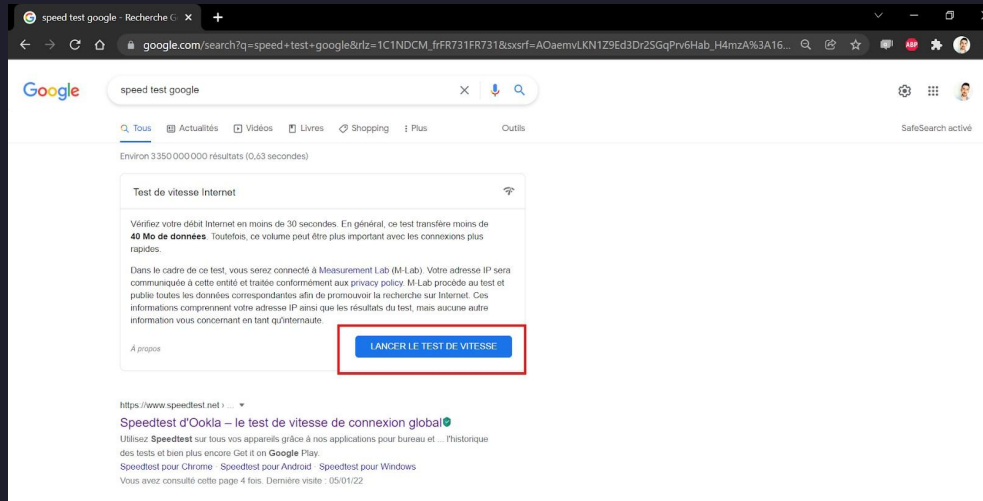 speed test google - Recherche G
google.com/search?q=speed+test+google&rlz=1C1NDCM_frFR731FR731&sxsrf=AOaemvLKN1Z9Ed3Dr2SGqPrv6Hab_H4mzA%3A16...
ABP
Google
speed test google
Tous Actualités Vidéos Livres Shopping Plus Outils
SafeSearch activé
Environ 3 350 000 000 résultats (0,63 secondes)
Test de vitesse Internet
Vérifiez votre débit Internet en moins de 30 secondes. En général, ce test transfère moins de
40 Mo de données. Toutefois, ce volume peut être plus important avec les connexions plus
rapides.
Dans le cadre de ce test, vous serez connecté à Measurement Lab (M-Lab). Votre adresse IP sera
communiquée à cette entité et traitée conformément aux privacy policy. M-Lab procède au test et
publie toutes les données correspondantes afin de promouvoir la recherche sur Internet. Ces
informations comprennent votre adresse IP ainsi que les résultats du test, mais aucune autre
information vous concernant en tant qu'internaute.
À propos
LANCER LE TEST DE VITESSE
https://www.speedtest.net › ...
Speedtest d'Ookla – le test de vitesse de connexion global
Utilisez Speedtest sur tous vos appareils grâce à nos applications pour bureau et ... l'historique
des tests et bien plus encore Get it on Google Play.
Speedtest pour Chrome · Speedtest pour Android · Speedtest pour Windows
Vous avez consulté cette page 4 fois. Dernière visite : 05/01/22